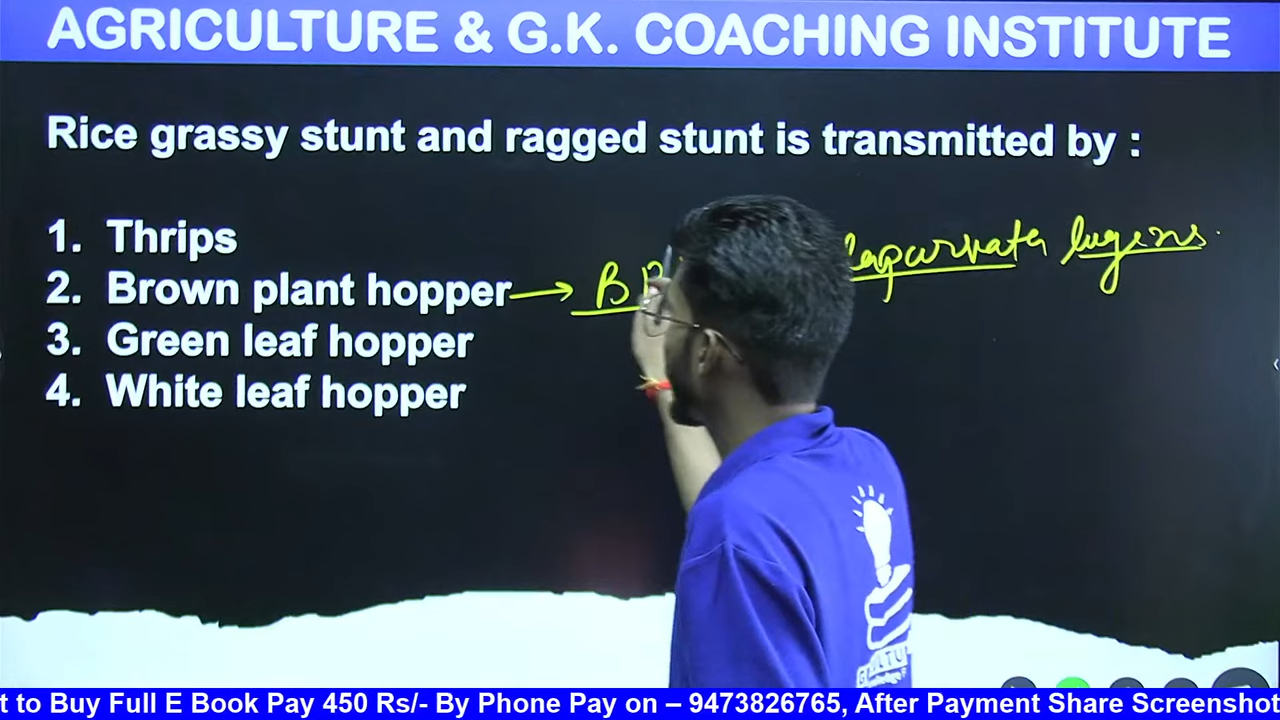 AGRICULTURE & G.K. COACHING INSTITUTE
Rice grassy stunt and ragged stunt is transmitted by :
1. Thrips
2. Brown plant hopper → B lugens.
3. Green leaf hopper
4. White leaf hopper
t to Buy Full E Book Pay 450 Rs/- By Phone Pay on – 9473826765, After Payment Share Screenshot